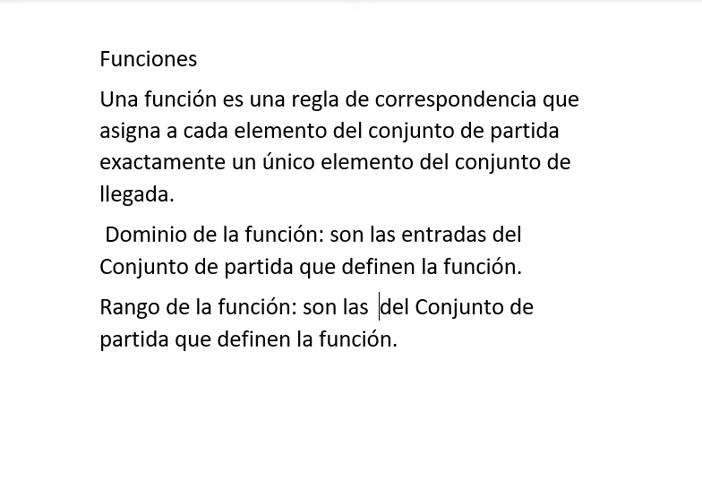 Funciones
Una función es una regla de correspondencia que
asigna a cada elemento del conjunto de partida
exactamente un único elemento del conjunto de
llegada.
Dominio de la función: son las entradas del
Conjunto de partida que definen la función.
Rango de la función: son las del Conjunto de
partida que definen la función.